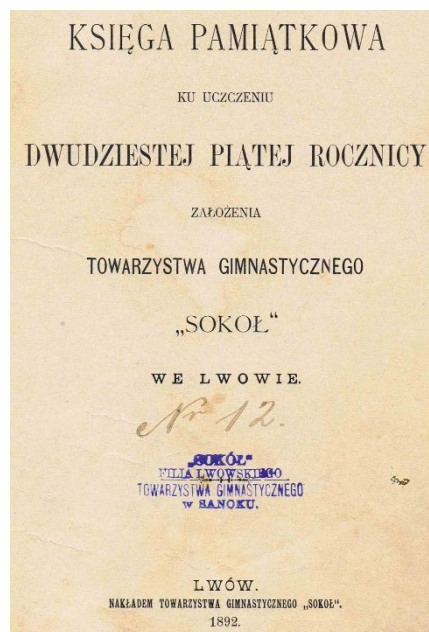 KSIĘGA PAMIĄTKOWA
KU UCZCZENIU
DWUDZIESTEJ PIĄTEJ ROCZNICY
ZAŁOŻENIA
TOWARZYSTWA GIMNASTYCZNEGO
„SOKOŁ“
WE LWOWIE.
Nr 12.
„SOKÓŁ“
FILIA LWOWSKIEGO
TOWARZYSTWA GIMNASTYCZNEGO
w SANOKU.
LWÓW.
NAKŁADEM TOWARZYSTWA GIMNASTYCZNEGO „SOKOŁ“.
1892.